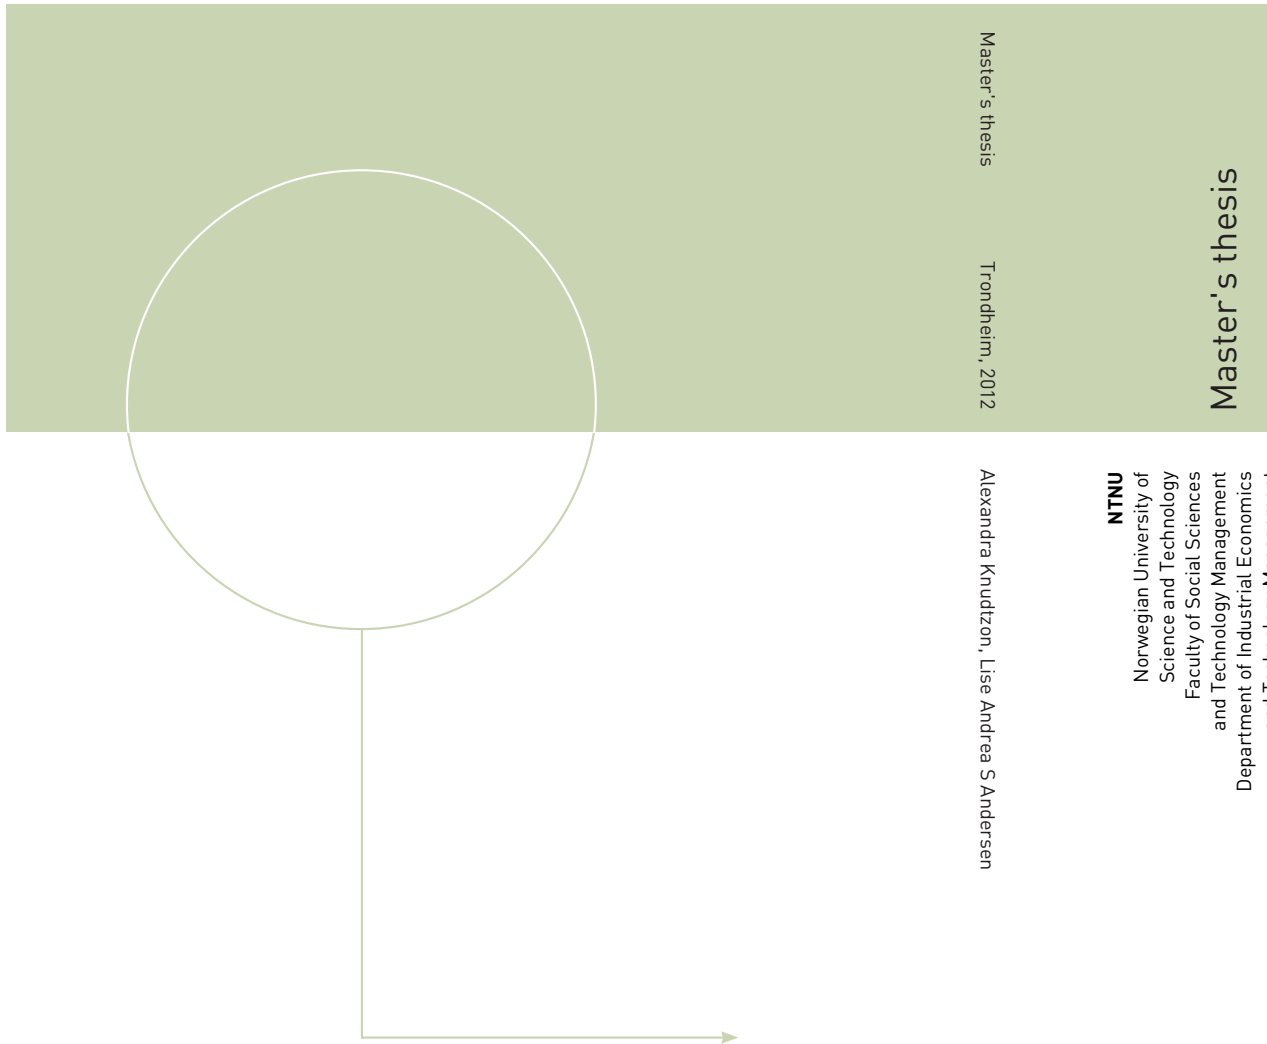 Master's thesis
Trondheim, 2012
Alexandra Knudtzon, Lise Andrea S Andersen
Master's thesis
NTNU
Norwegian University of
Science and Technology
Faculty of Social Sciences
and Technology Management
Department of Industrial Economics